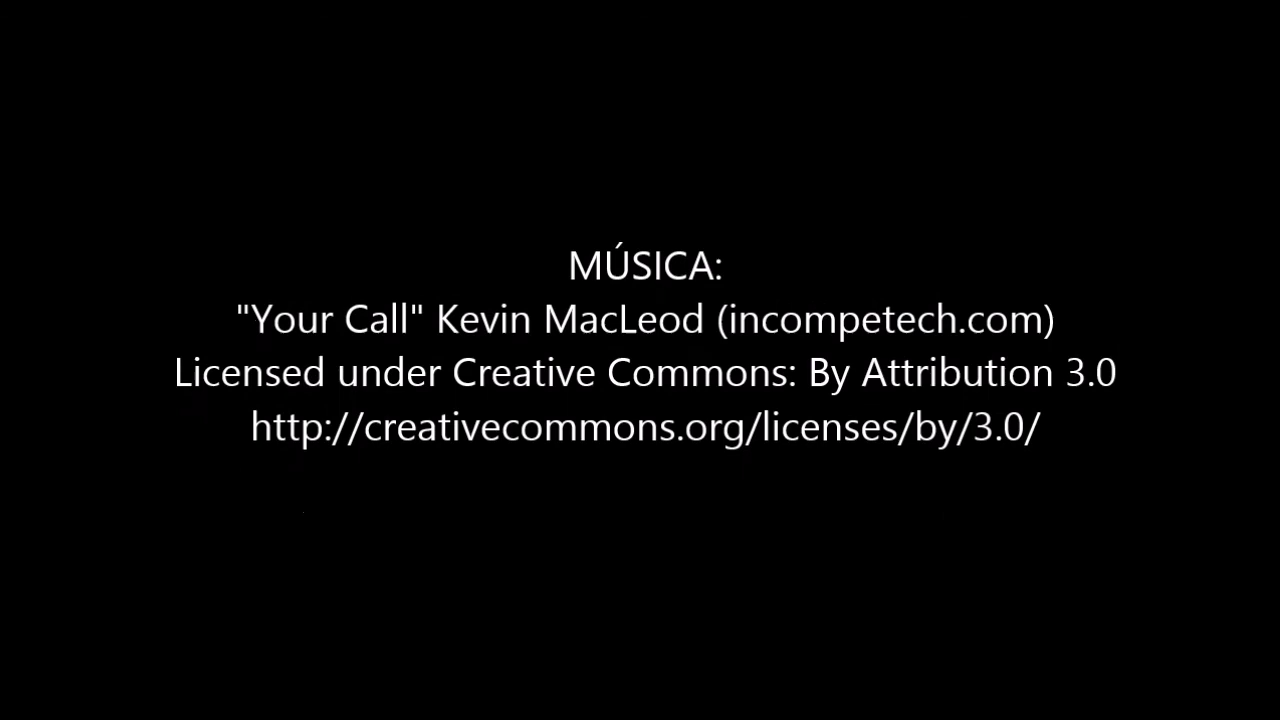 MÚSICA:
"Your Call" Kevin MacLeod (incompetech.com)
Licensed under Creative Commons: By Attribution 3.0
http://creativecommons.org/licenses/by/3.0/